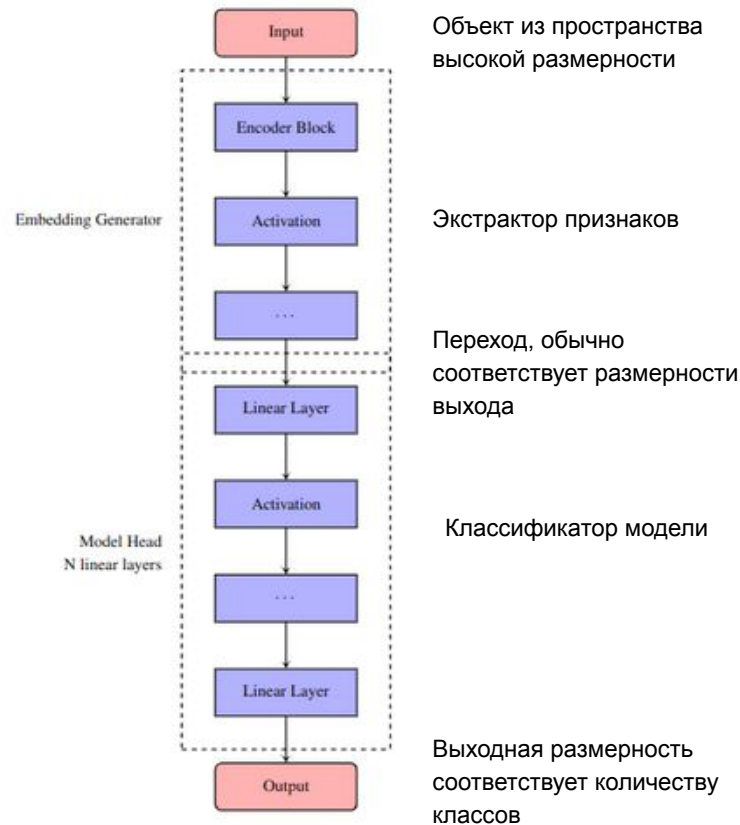 Input
Объект из пространства
высокой размерности
Encoder Block
Embedding Generator
Activation
Экстрактор признаков
. . .
Переход, обычно
соответствует размерности
выхода
Linear Layer
Activation
Классификатор модели
Model Head
N linear layers
. . .
Linear Layer
Выходная размерность
соответствует количеству
классов
Output